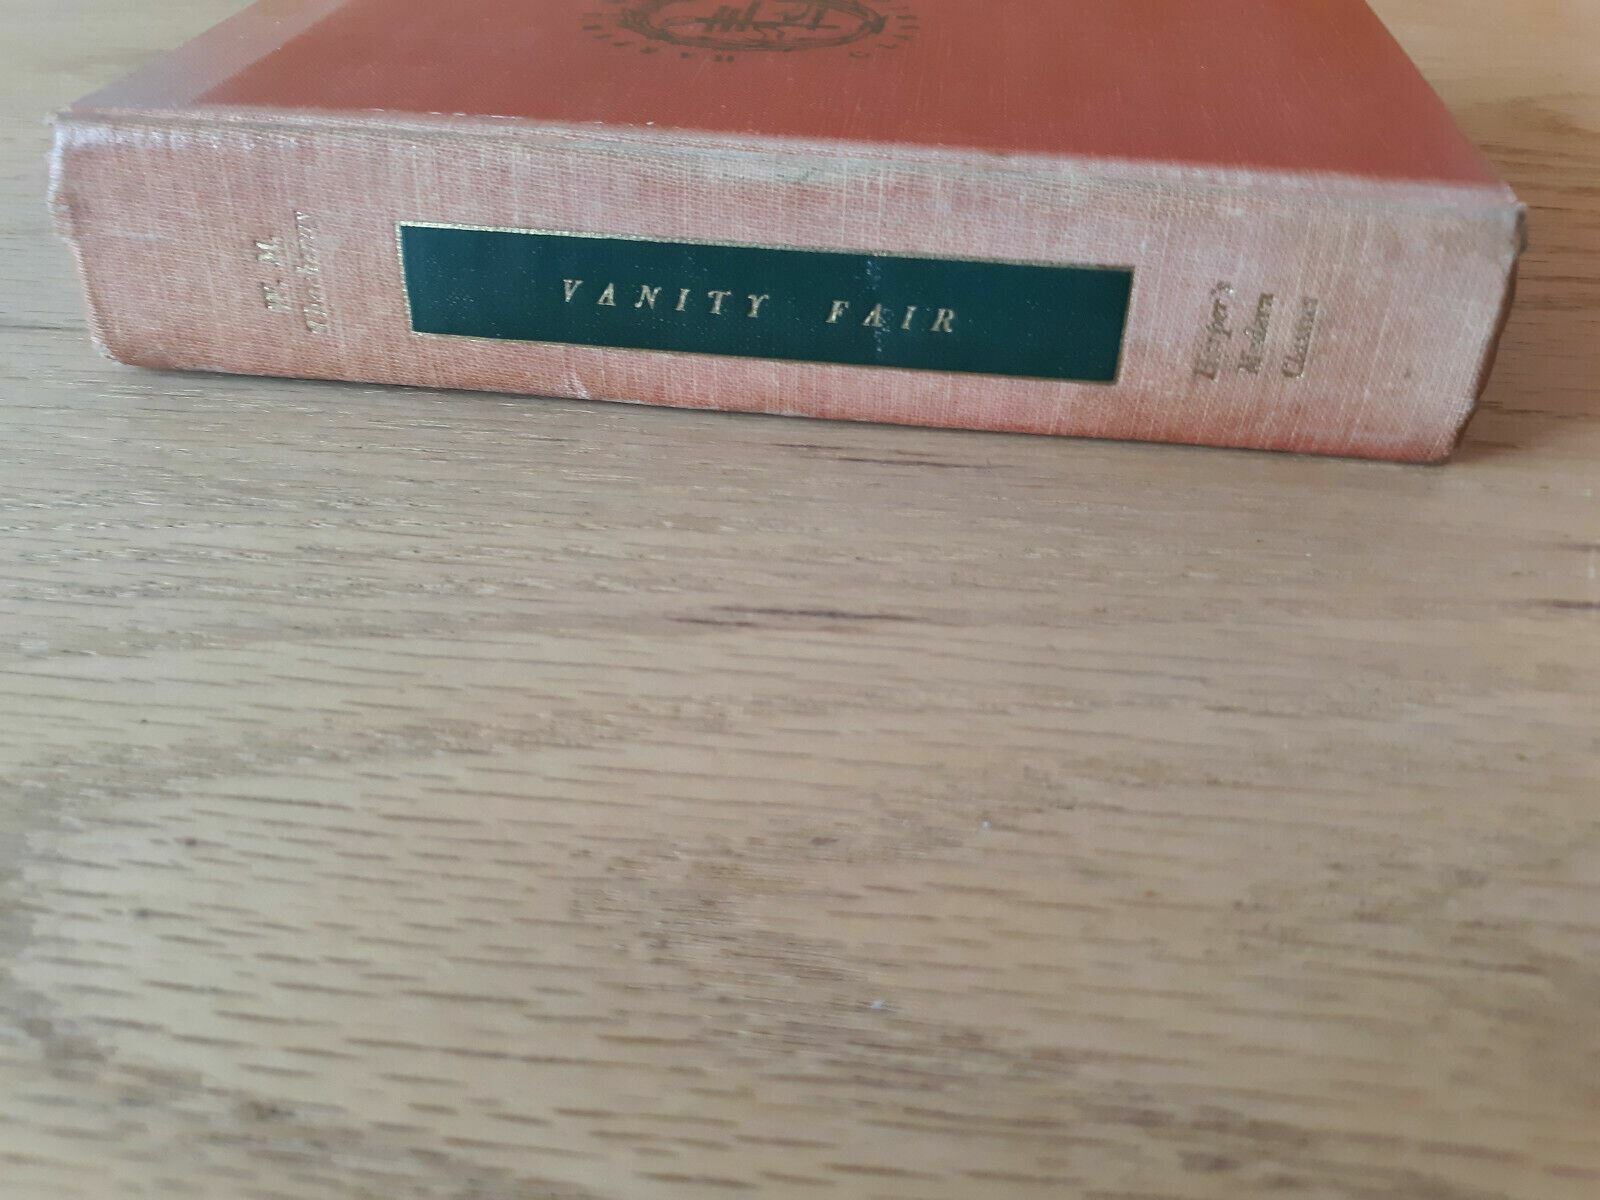 W. M.
Thackeray
VANITY FAIR
Harper's
Modern
Classics